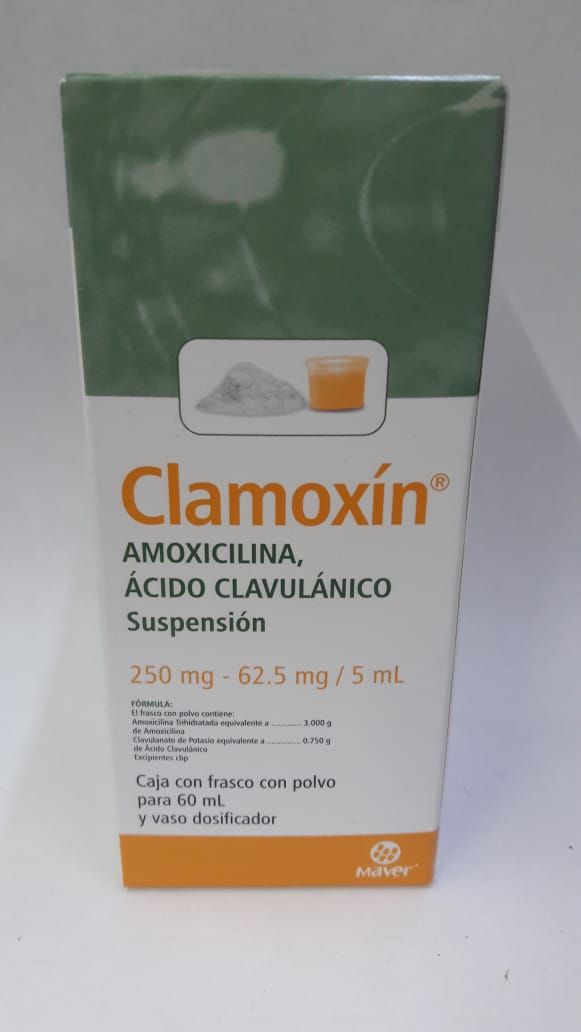 Clamoxín®
AMOXICILINA,
ÁCIDO CLAVULÁNICO
Suspensión
250 mg - 62.5 mg / 5 mL
FÓRMULA:
El frasco con polvo contiene:
Amoxicilina Trihidratada equivalente a ............. 3.000 g
de Amoxicilina
Clavulanato de Potasio equivalente a ............... 0.750 g
de Ácido Clavulánico
Excipientes cbp
Caja con frasco con polvo
para 60 mL
y vaso dosificador
Maver